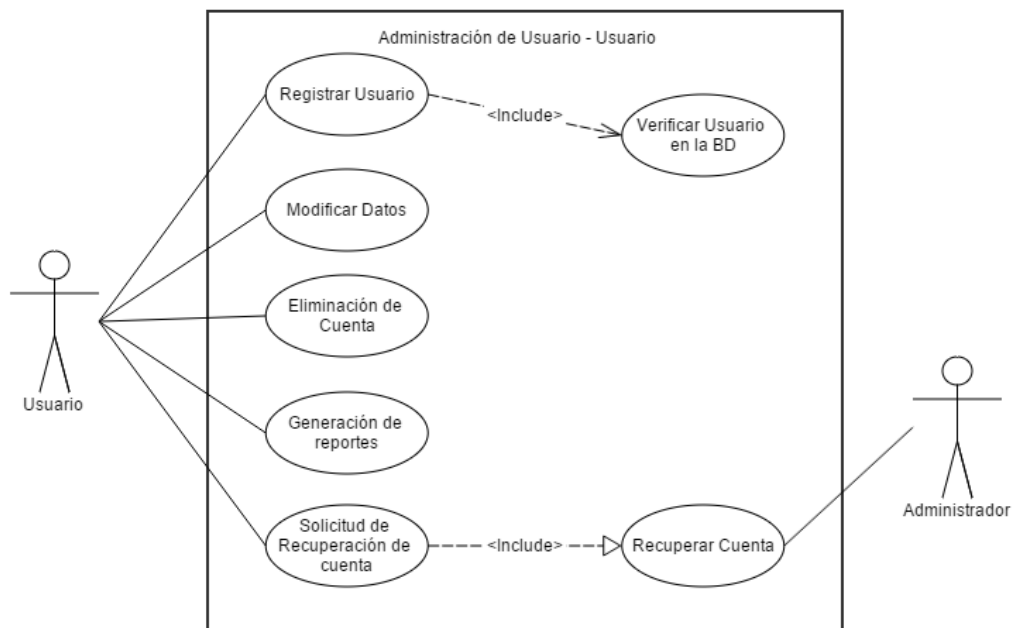 Administración de Usuario - Usuario
Registrar Usuario
<Include>
Verificar Usuario
en la BD
Modificar Datos
Eliminación de
Cuenta
Usuario
Generación de
reportes
Solicitud de
Recuperación de
cuenta
<Include>
Recuperar Cuenta
Administrador